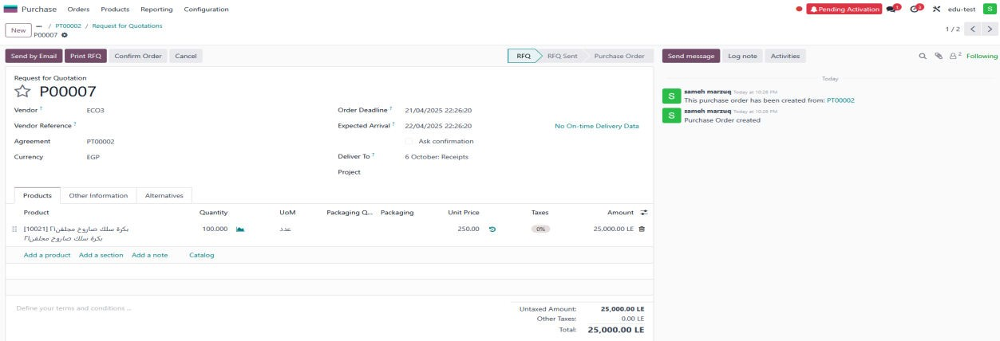 Purchase Orders Products Reporting Configuration
Pending Activation 1 3 edu-test S
New ... / PT00002 / Request for Quotations
P00007
1 / 2
Send by Email Print RFQ Confirm Order Cancel
RFQ RFQ Sent Purchase Order
Send message Log note Activities
2 Following
Request for Quotation
P00007
Vendor ? ECO3
Vendor Reference ?
Agreement PT00002
Currency EGP
Order Deadline ? 21/04/2025 22:26:20
Expected Arrival ? 22/04/2025 22:26:20 No On-time Delivery Data
Ask confirmation
Deliver To ? 6 October: Receipts
Project
Products Other Information Alternatives
Product Quantity UoM Packaging Q... Packaging Unit Price Taxes Amount
[10021] بكرة سلك صاروخ مجلفن٢١ 100.000 عدد 250.00 0% 25,000.00 LE
بكرة سلك صاروخ مجلفن٢١
Add a product Add a section Add a note Catalog
Define your terms and conditions ...
Untaxed Amount: 25,000.00 LE
Other Taxes: 0.00 LE
Total: 25,000.00 LE
Today
S
sameh marzuq Today at 10:26 PM
This purchase order has been created from: PT00002
S
sameh marzuq Today at 10:26 PM
Purchase Order created